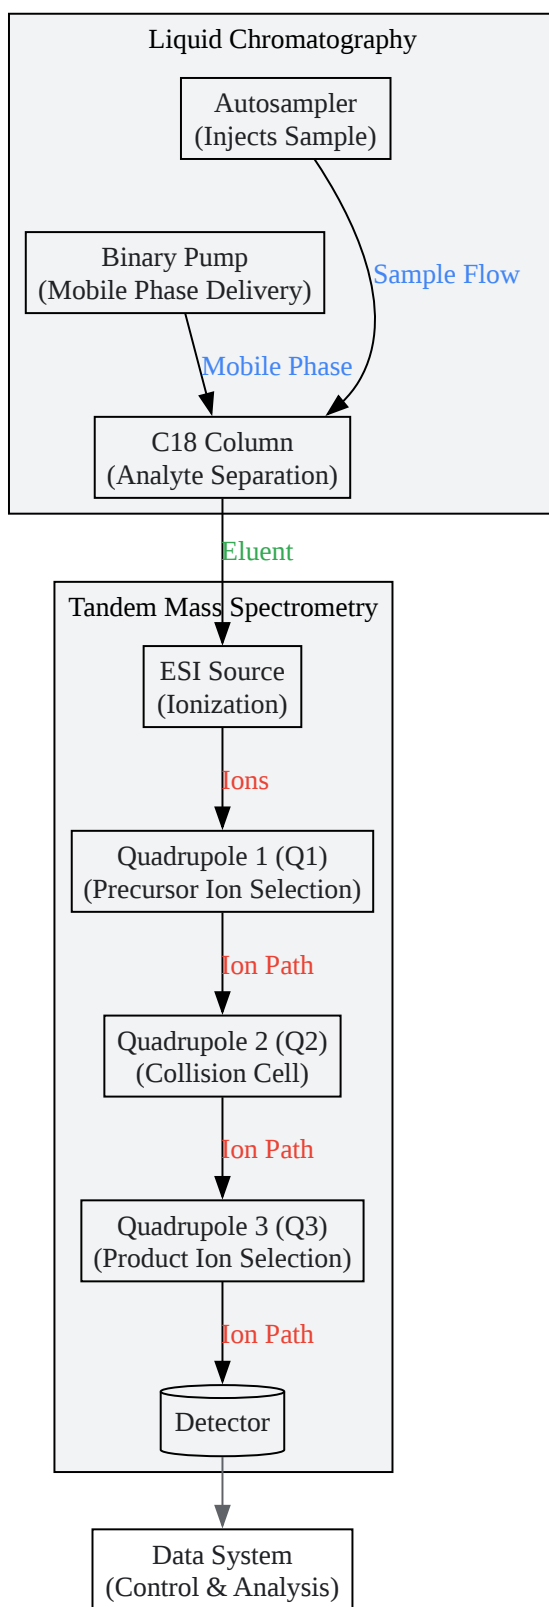 Liquid Chromatography
Autosampler
(Injects Sample)
Binary Pump
(Mobile Phase Delivery)
Sample Flow
Mobile Phase
C18 Column
(Analyte Separation)
Eluent
Tandem Mass Spectrometry
ESI Source
(Ionization)
Ions
Quadrupole 1 (Q1)
(Precursor Ion Selection)
Ion Path
Quadrupole 2 (Q2)
(Collision Cell)
Ion Path
Quadrupole 3 (Q3)
(Product Ion Selection)
Ion Path
Detector
Data System
(Control & Analysis)